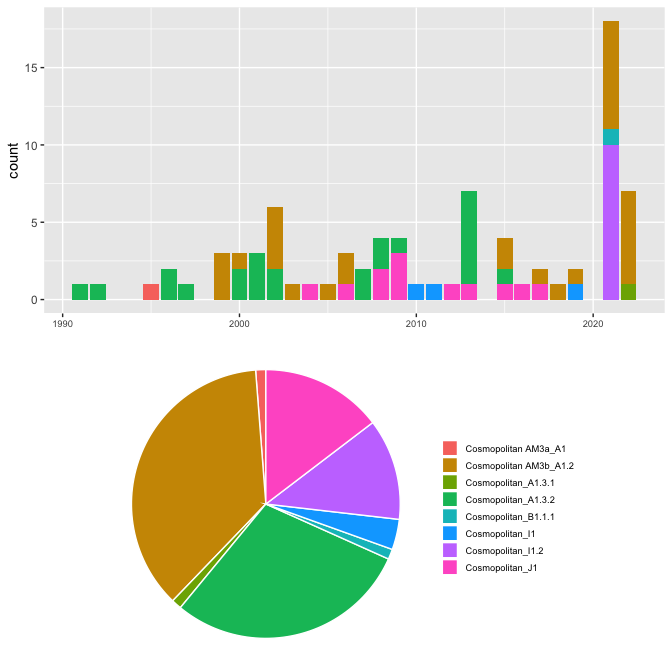 count
15
10
5
0
1990
2000
2010
2020
Cosmopolitan AM3a_A1
Cosmopolitan AM3b_A1.2
Cosmopolitan_A1.3.1
Cosmopolitan_A1.3.2
Cosmopolitan_B1.1.1
Cosmopolitan_I1
Cosmopolitan_I1.2
Cosmopolitan_J1